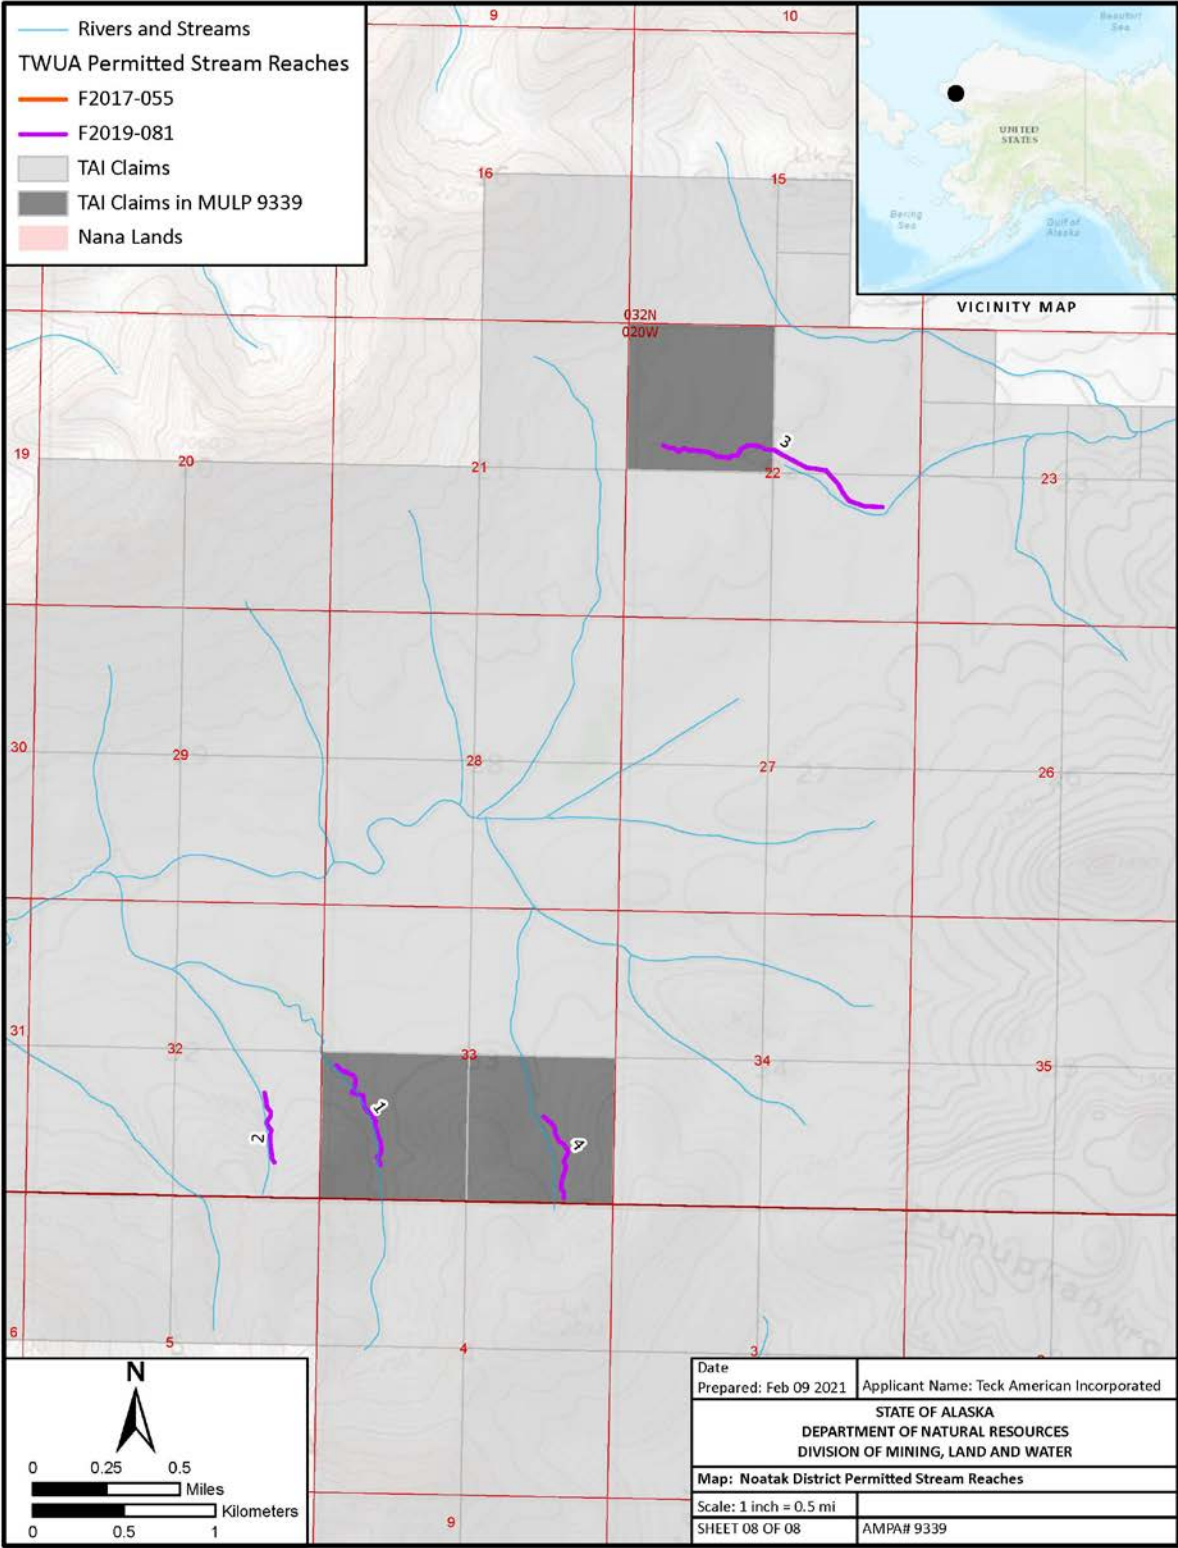 Rivers and Streams
TWUA Permitted Stream Reaches
F2017-055
F2019-081
TAI Claims
TAI Claims in MULP 9339
Nana Lands
9
10
Beaufort
Sea
UNITED
STATES
Bering
Sea
Gulf of
Alaska
VICINITY MAP
16
15
032N
020W
19
20
21
3
22
23
30
29
28
27
27
26
31
32
33
34
35
1
2
4
6
5
4
3
9
N
0 0.25 0.5
Miles
Kilometers
0 0.5 1
Date
Prepared: Feb 09 2021
Applicant Name: Teck American Incorporated
STATE OF ALASKA
DEPARTMENT OF NATURAL RESOURCES
DIVISION OF MINING, LAND AND WATER
Map: Noatak District Permitted Stream Reaches
Scale: 1 inch = 0.5 mi
SHEET 08 OF 08
AMPA# 9339